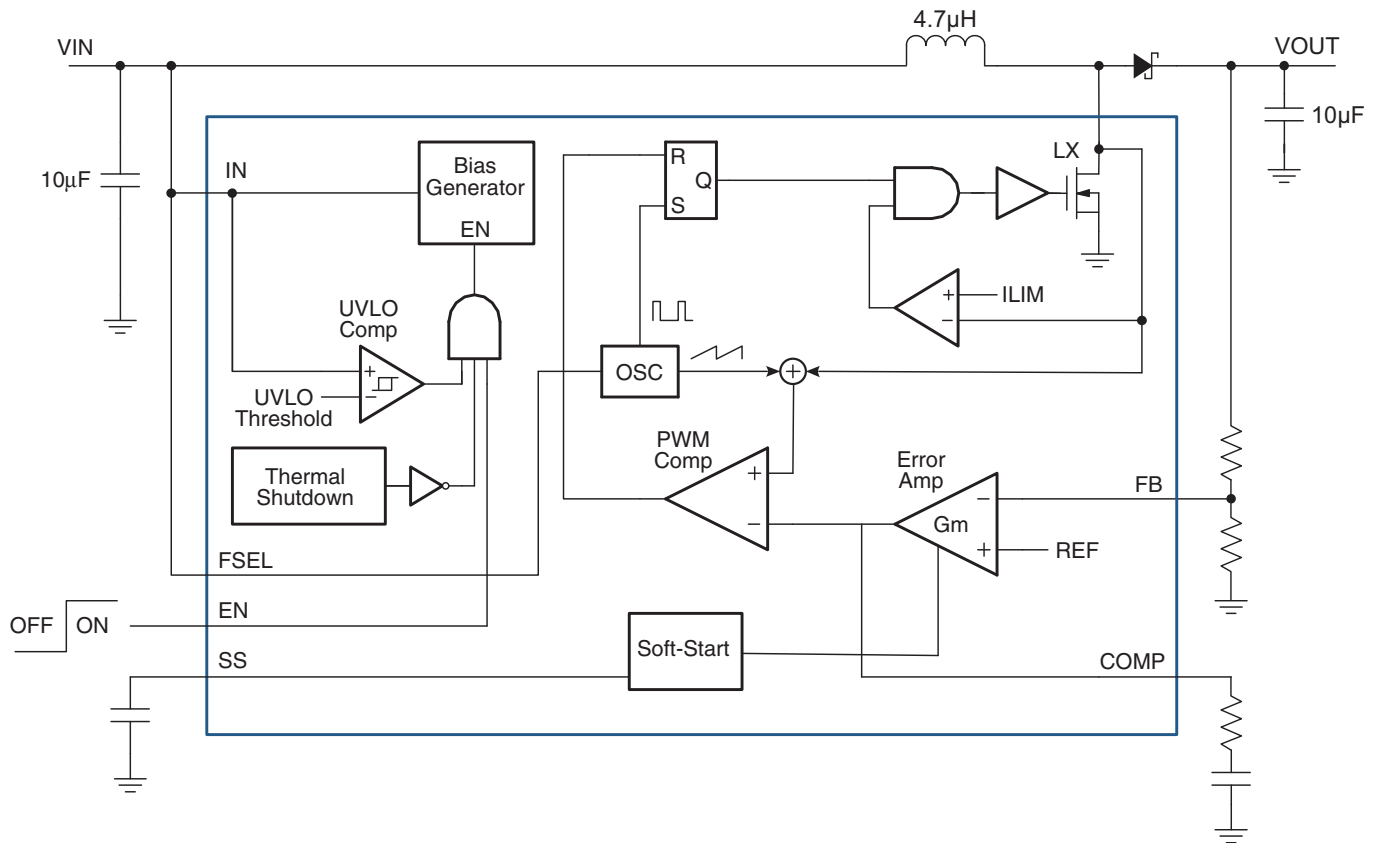 4.7µH
VIN
VOUT
10µF
10µF
IN
Bias
Generator
EN
R
Q
S
LX
+
−
ILIM
UVLO
Comp
+
−
UVLO
Threshold
OSC
+
Thermal
Shutdown
PWM
Comp
+
−
Error
Amp
−
Gm
+
REF
FB
FSEL
OFF
ON
EN
Soft-Start
SS
COMP